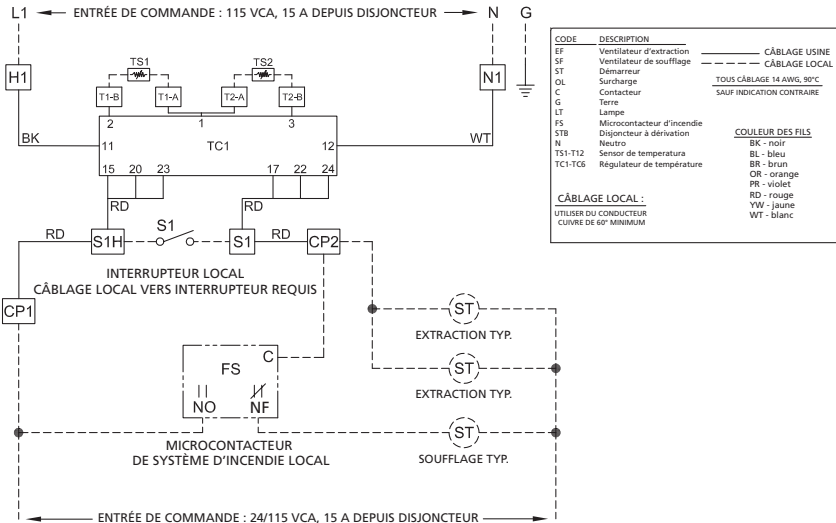 L1 ENTRÉE DE COMMANDE : 115 VCA, 15 A DEPUIS DISJONCTEUR N G
H1 N1
TS1 TS2
T1-B T1-A T2-A T2-B
2 1 3
BK 11 TC1 12 WT
15 20 23 17 22 24
RD RD
RD S1H S1 S1 RD CP2
INTERRUPTEUR LOCAL
CÂBLAGE LOCAL VERS INTERRUPTEUR REQUIS
CP1
ST
EXTRACTION TYP.
FS C
ST
EXTRACTION TYP.
NO NF
ST
SOUFFLAGE TYP.
MICROCONTACTEUR
DE SYSTÈME D'INCENDIE LOCAL
ENTRÉE DE COMMANDE : 24/115 VCA, 15 A DEPUIS DISJONCTEUR
CODE DESCRIPTION
EF Ventilateur d'extraction
SF Ventilateur de soufflage
ST Démarreur
OL Surcharge
C Contacteur
G Terre
LT Lampe
FS Microcontacteur d'incendie
STB Disjoncteur à dérivation
N Neutro
TS1-T12 Sensor de temperatura
TC1-TC6 Régulateur de température
CÂBLAGE USINE
CÂBLAGE LOCAL
TOUS CÂBLAGE 14 AWG, 90°C
SAUF INDICATION CONTRAIRE
COULEUR DES FILS
BK - noir
BL - bleu
BR - brun
OR - orange
PR - violet
RD - rouge
YW - jaune
WT - blanc
CÂBLAGE LOCAL :
UTILISER DU CONDUCTEUR
CUIVRE DE 60° MINIMUM